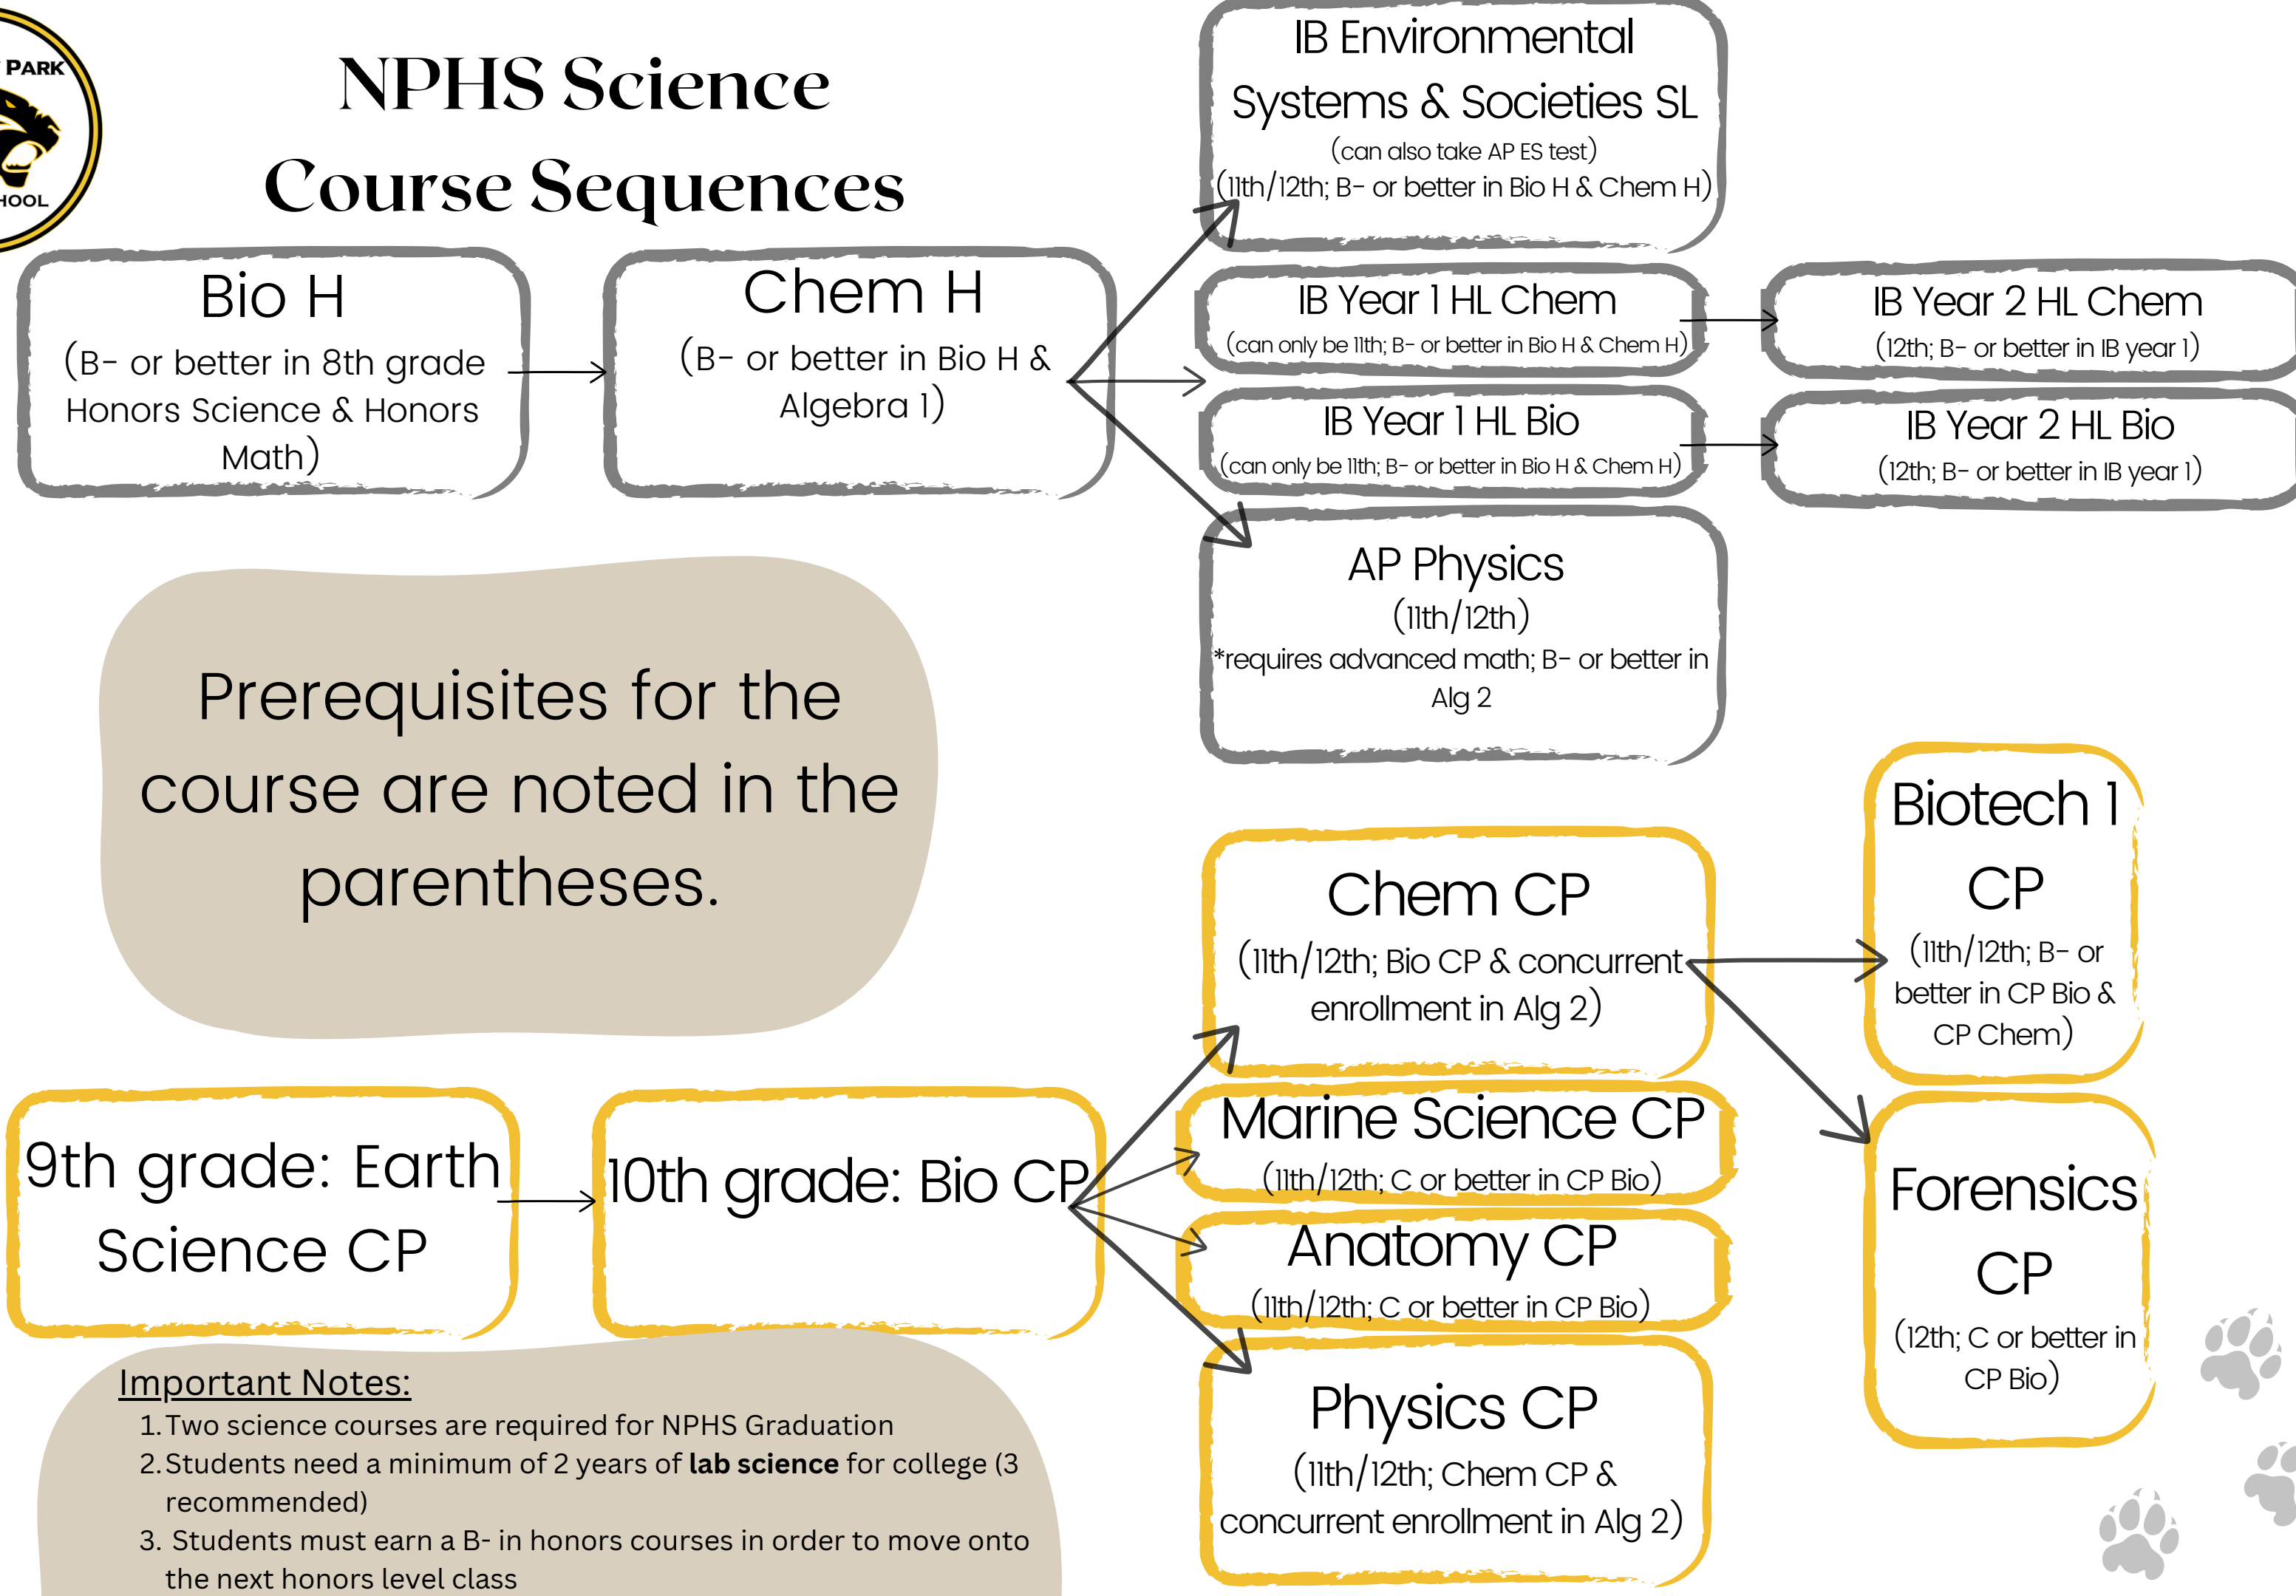 PARK
HOOL
NPHS Science
Course Sequences
Bio H
(B- or better in 8th grade
Honors Science & Honors
Math)
Chem H
(B- or better in Bio H &
Algebra 1)
IB Environmental
Systems & Societies SL
(can also take AP ES test)
(11th/12th; B- or better in Bio H & Chem H)
IB Year 1 HL Chem
(can only be 11th; B- or better in Bio H & Chem H)
IB Year 2 HL Chem
(12th; B- or better in IB year 1)
IB Year 1 HL Bio
(can only be 11th; B- or better in Bio H & Chem H)
IB Year 2 HL Bio
(12th; B- or better in IB year 1)
AP Physics
(11th/12th)
*requires advanced math; B- or better in
Alg 2
Prerequisites for the
course are noted in the
parentheses.
9th grade: Earth
Science CP
10th grade: Bio CP
Chem CP
(11th/12th; Bio CP & concurrent
enrollment in Alg 2)
Marine Science CP
(11th/12th; C or better in CP Bio)
Anatomy CP
(11th/12th; C or better in CP Bio)
Physics CP
(11th/12th; Chem CP &
concurrent enrollment in Alg 2)
Biotech 1
CP
(11th/12th; B- or
better in CP Bio &
CP Chem)
Forensics
CP
(12th; C or better in
CP Bio)
Important Notes:
1. Two science courses are required for NPHS Graduation
2. Students need a minimum of 2 years of lab science for college (3
recommended)
3. Students must earn a B- in honors courses in order to move onto
the next honors level class